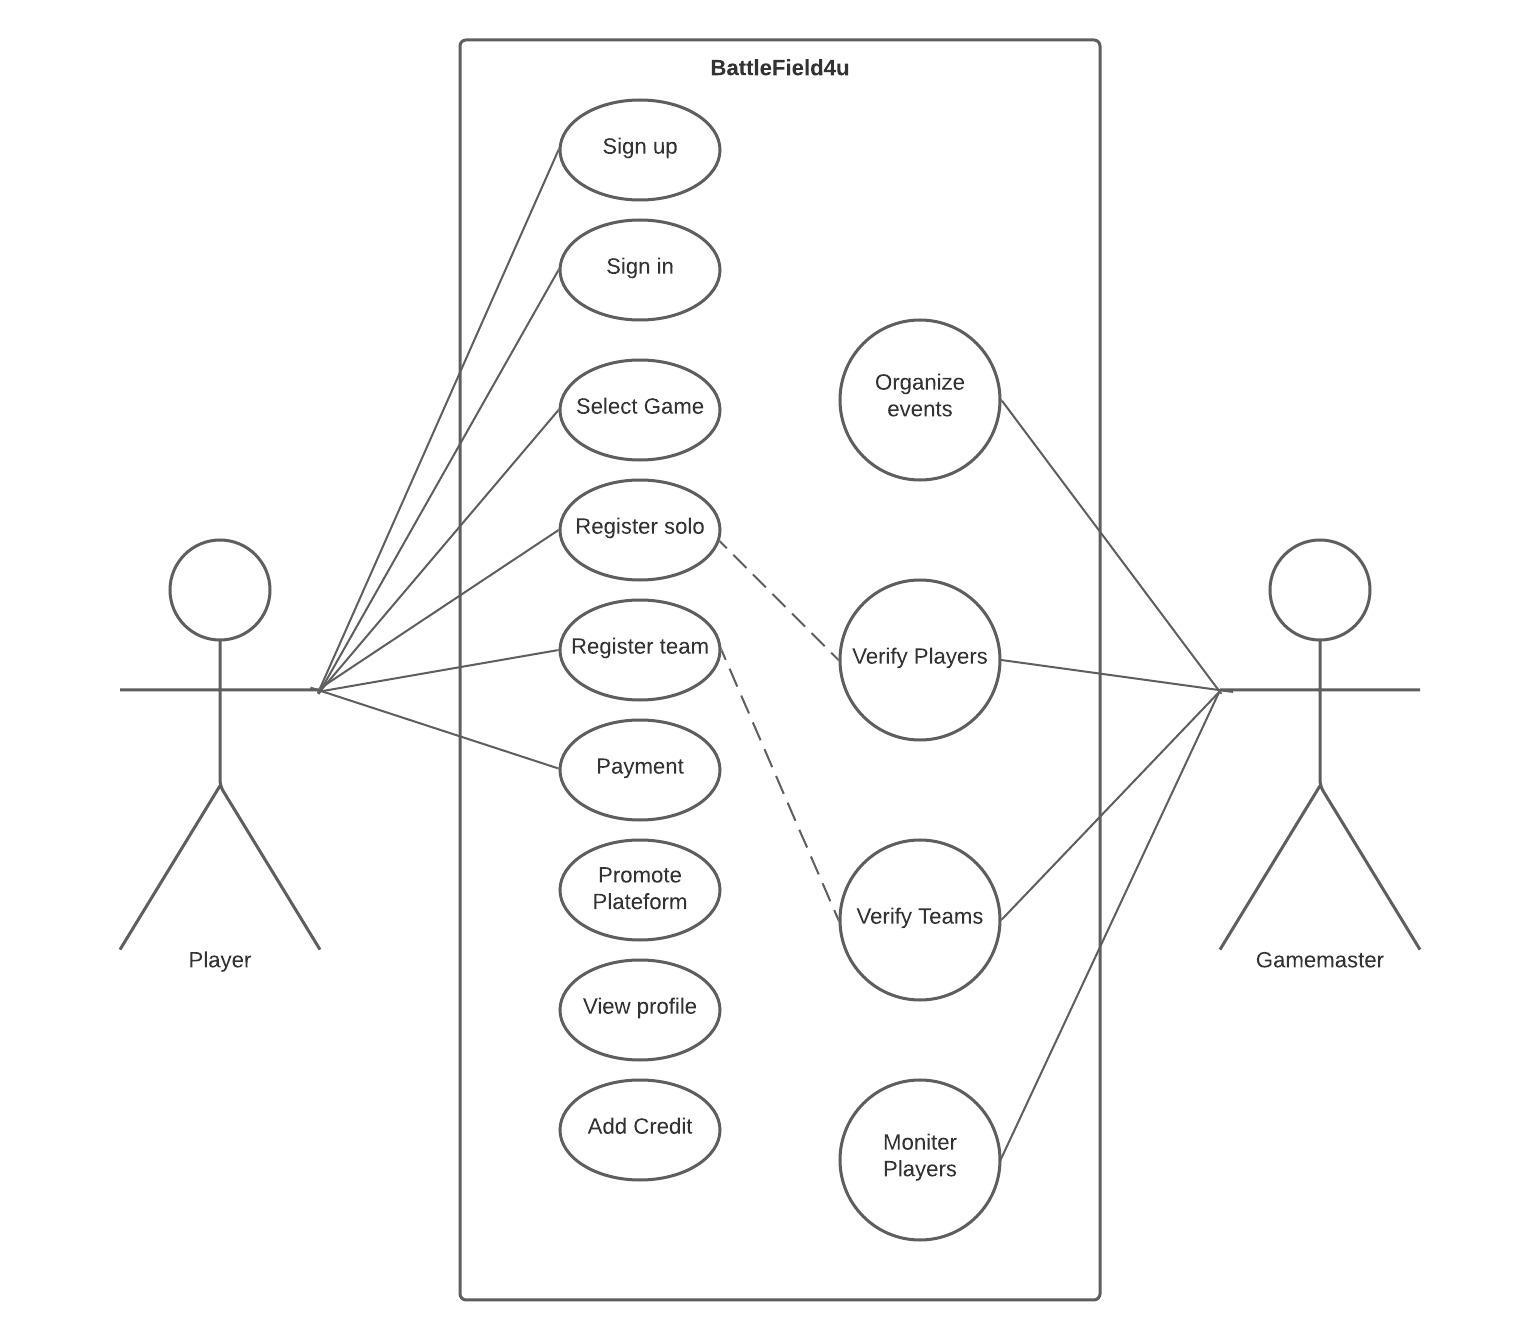 BattleField4u
Sign up
Sign in
Select Game
Register solo
Register team
Payment
Promote
Plateform
View profile
Add Credit
Organize
events
Verify Players
Verify Teams
Moniter
Players
Player
Gamemaster